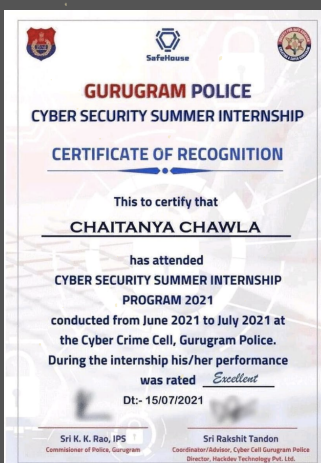 SafeHouse
GURUGRAM POLICE
CYBER SECURITY SUMMER INTERNSHIP
CERTIFICATE OF RECOGNITION
This to certify that
CHAITANYA CHAWLA
has attended
CYBER SECURITY SUMMER INTERNSHIP
PROGRAM 2021
conducted from June 2021 to July 2021 at
the Cyber Crime Cell, Gurugram Police.
During the internship his/her performance
was rated Excellent
Dt:- 15/07/2021
Sri K. K. Rao, IPS
Commisioner of Police, Gurugram
Sri Rakshit Tandon
Coordinator/Advisor, Cyber Cell Gurugram Police
Director, Hackdev Technology Pvt. Ltd.